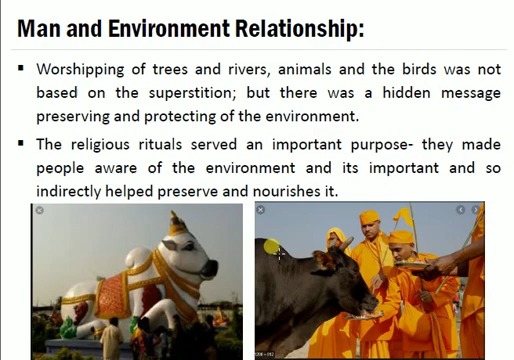 Man and Environment Relationship:
▪ Worshipping of trees and rivers, animals and the birds was not
based on the superstition; but there was a hidden message
preserving and protecting of the environment.
▪ The religious rituals served an important purpose- they made
people aware of the environment and its important and so
indirectly helped preserve and nourishes it.